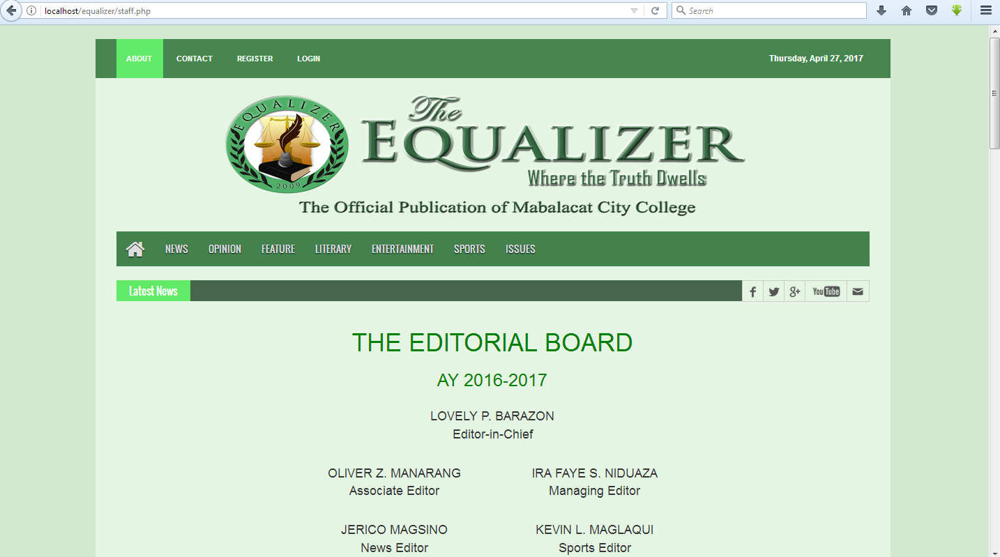 localhost/equalizer/staff.php
Search
ABOUT CONTACT REGISTER LOGIN Thursday, April 27, 2017
EQUALIZER
2009
The
EQUALIZER
Where the Truth Dwells
The Official Publication of Mabalacat City College
NEWS OPINION FEATURE LITERARY ENTERTAINMENT SPORTS ISSUES
Latest News
You Tube
THE EDITORIAL BOARD
AY 2016-2017
LOVELY P. BARAZON
Editor-in-Chief
OLIVER Z. MANARANG IRA FAYE S. NIDUAZA
Associate Editor Managing Editor
JERICO MAGSINO KEVIN L. MAGLAQUI
News Editor Sports Editor